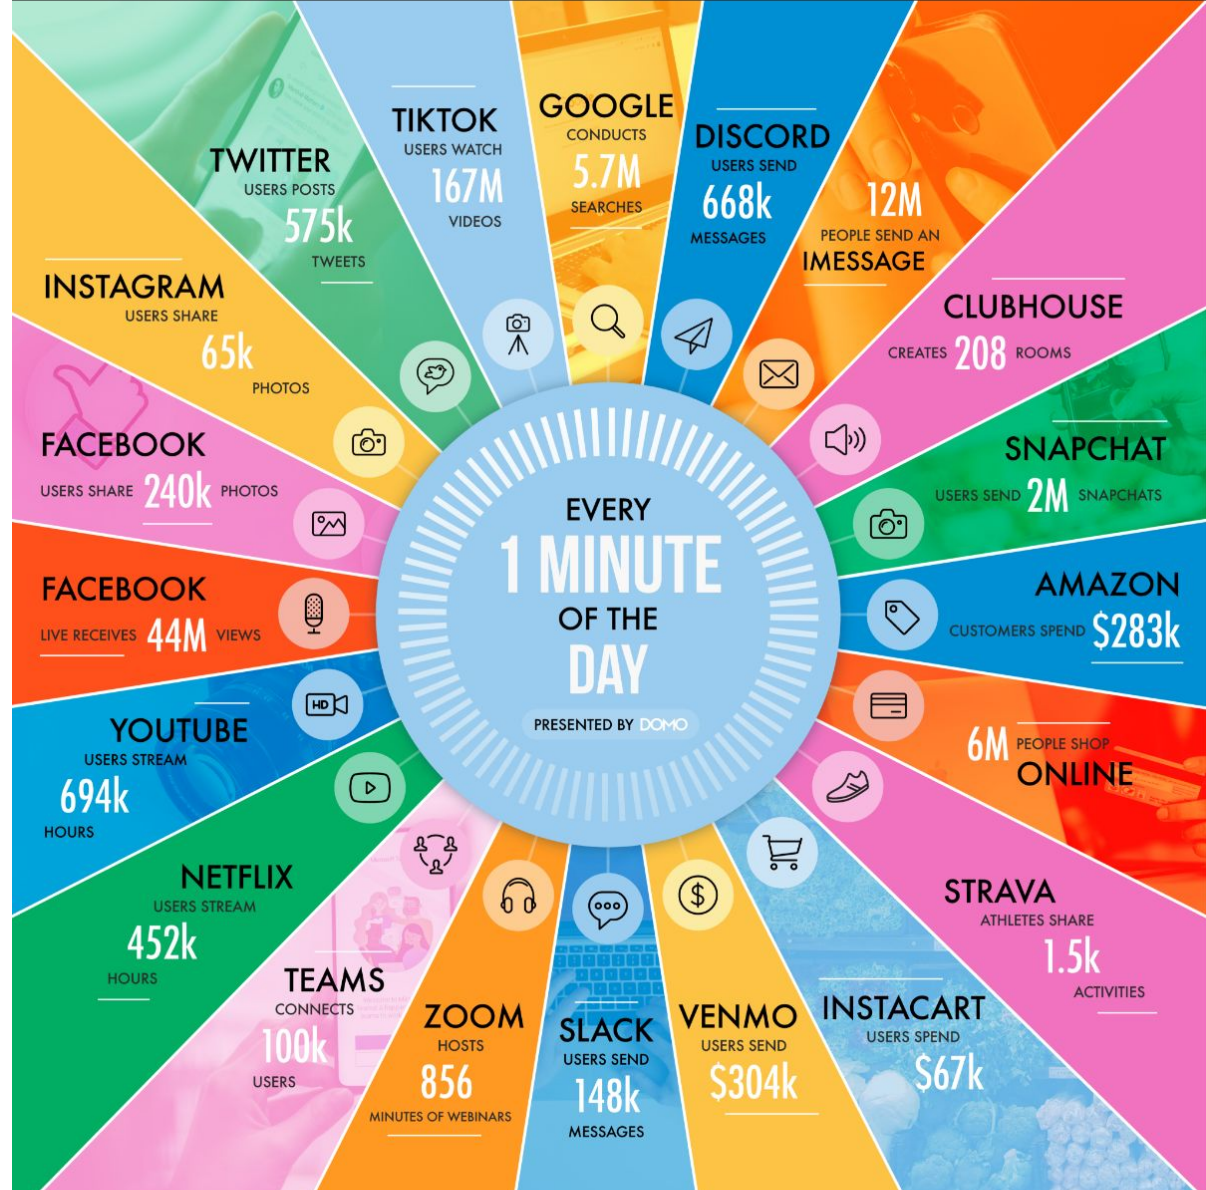 GOOGLE
CONDUCTS
5.7M
SEARCHES
DISCORD
USERS SEND
668k
MESSAGES
12M
PEOPLE SEND AN
IMESSAGE
CLUBHOUSE
CREATES 208 ROOMS
SNAPCHAT
USERS SEND 2M SNAPCHATS
AMAZON
CUSTOMERS SPEND $283k
6M PEOPLE SHOP
ONLINE
STRAVA
ATHLETES SHARE
1.5k
ACTIVITIES
INSTACART
USERS SPEND
$67k
VENMO
USERS SEND
$304k
SLACK
USERS SEND
148k
MESSAGES
ZOOM
HOSTS
856
MINUTES OF WEBINARS
TEAMS
CONNECTS
100k
USERS
NETFLIX
USERS STREAM
452k
HOURS
YOUTUBE
USERS STREAM
694k
HOURS
FACEBOOK
LIVE RECEIVES 44M VIEWS
FACEBOOK
USERS SHARE 240k PHOTOS
INSTAGRAM
USERS SHARE
65k
PHOTOS
TWITTER
USERS POSTS
575k
TWEETS
TIKTOK
USERS WATCH
167M
VIDEOS
EVERY
1 MINUTE
OF THE
DAY
PRESENTED BY DOMO
HD